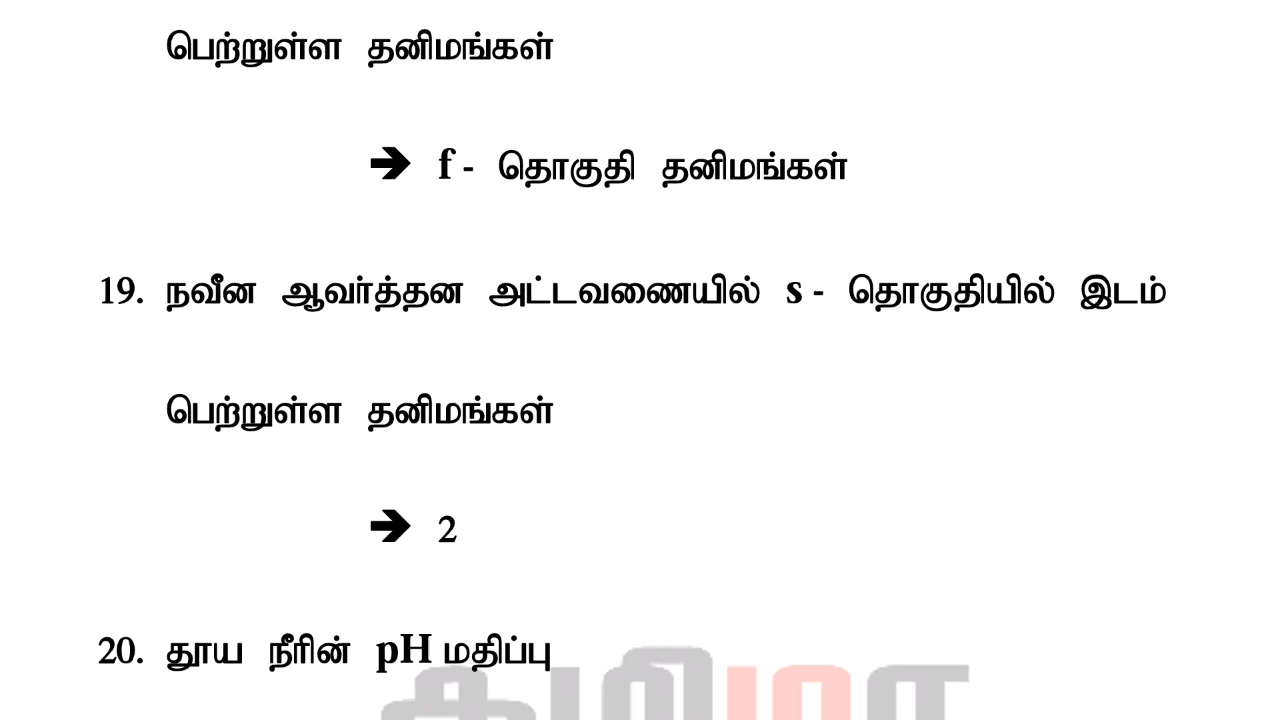 பெற்றுள்ள தனிமங்கள்
➔ f - தொகுதி தனிமங்கள்
19. நவீன ஆவர்த்தன அட்டவணையில் s - தொகுதியில் இடம்
பெற்றுள்ள தனிமங்கள்
➔ 2
20. தூய நீரின் pH மதிப்பு